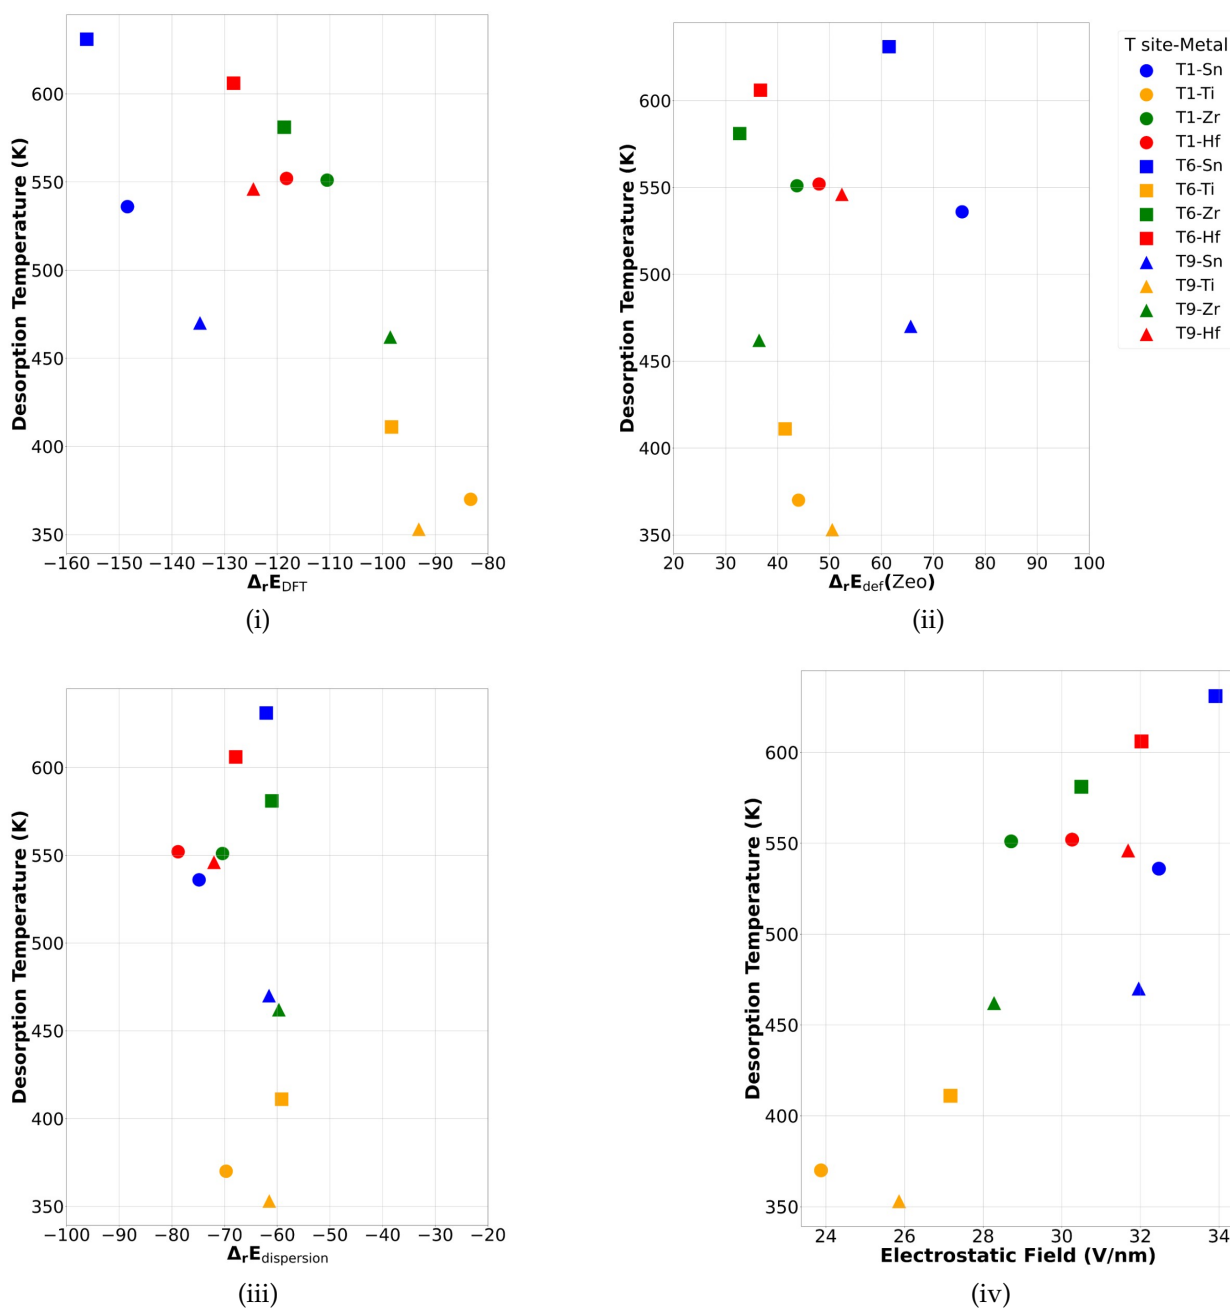 Desorption Temperature (K)
600
550
500
450
400
350
−160 −150 −140 −130 −120 −110 −100 −90 −80
ΔrEDFT
(i)
Desorption Temperature (K)
600
550
500
450
400
350
20 30 40 50 60 70 80 90 100
ΔrEdef(Zeo)
(ii)
T site-Metal
T1-Sn
T1-Ti
T1-Zr
T1-Hf
T6-Sn
T6-Ti
T6-Zr
T6-Hf
T9-Sn
T9-Ti
T9-Zr
T9-Hf
Desorption Temperature (K)
600
550
500
450
400
350
−100 −90 −80 −70 −60 −50 −40 −30 −20
ΔrEdispersion
(iii)
Desorption Temperature (K)
600
550
500
450
400
350
24 26 28 30 32 34
Electrostatic Field (V/nm)
(iv)